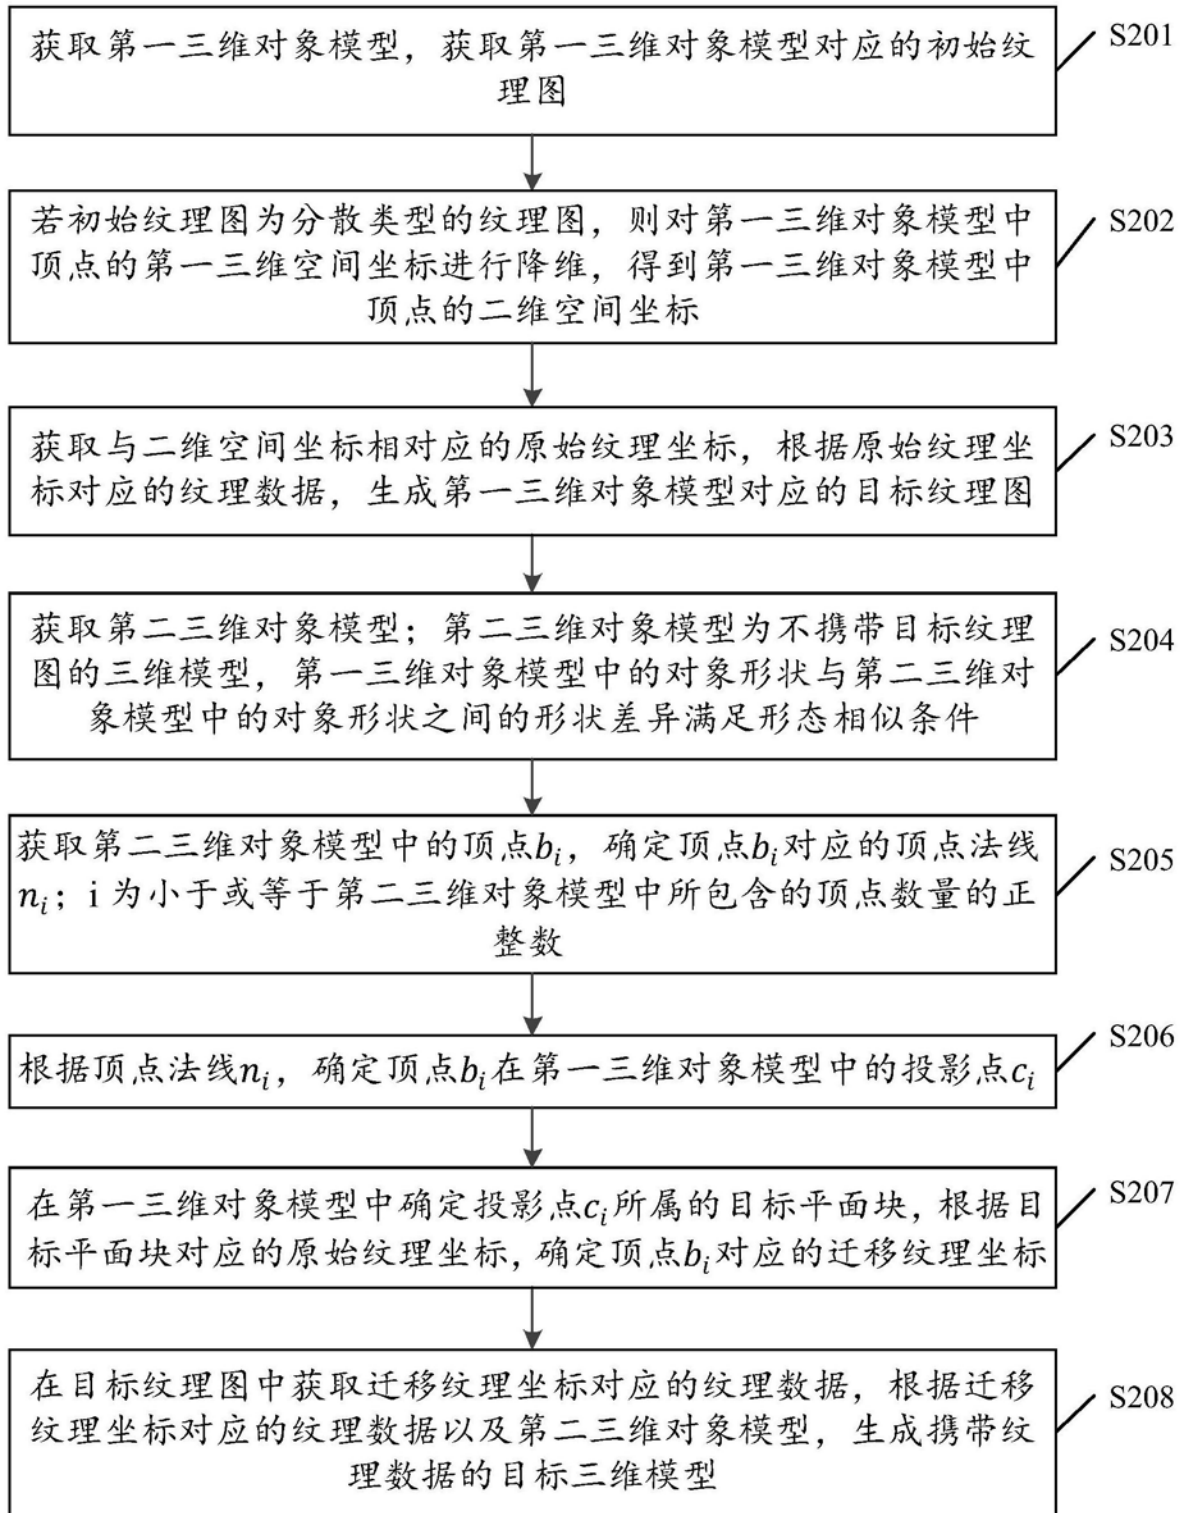 获取第一三维对象模型，获取第一三维对象模型对应的初始纹
理图
S201
若初始纹理图为分散类型的纹理图，则对第一三维对象模型中
顶点的第一三维空间坐标进行降维，得到第一三维对象模型中
顶点的二维空间坐标
S202
获取与二维空间坐标相对应的原始纹理坐标，根据原始纹理坐
标对应的纹理数据，生成第一三维对象模型对应的目标纹理图
S203
获取第二三维对象模型；第二三维对象模型为不携带目标纹理
图的三维模型，第一三维对象模型中的对象形状与第二三维对
象模型中的对象形状之间的形状差异满足形态相似条件
S204
获取第二三维对象模型中的顶点b_i，确定顶点b_i对应的顶点法线
n_i；i为小于或等于第二三维对象模型中所包含的顶点数量的正
整数
S205
根据顶点法线n_i，确定顶点b_i在第一三维对象模型中的投影点c_i
S206
在第一三维对象模型中确定投影点c_i所属的目标平面块，根据目
标平面块对应的原始纹理坐标，确定顶点b_i对应的迁移纹理坐标
S207
在目标纹理图中获取迁移纹理坐标对应的纹理数据，根据迁移
纹理坐标对应的纹理数据以及第二三维对象模型，生成携带纹
理数据的目标三维模型
S208